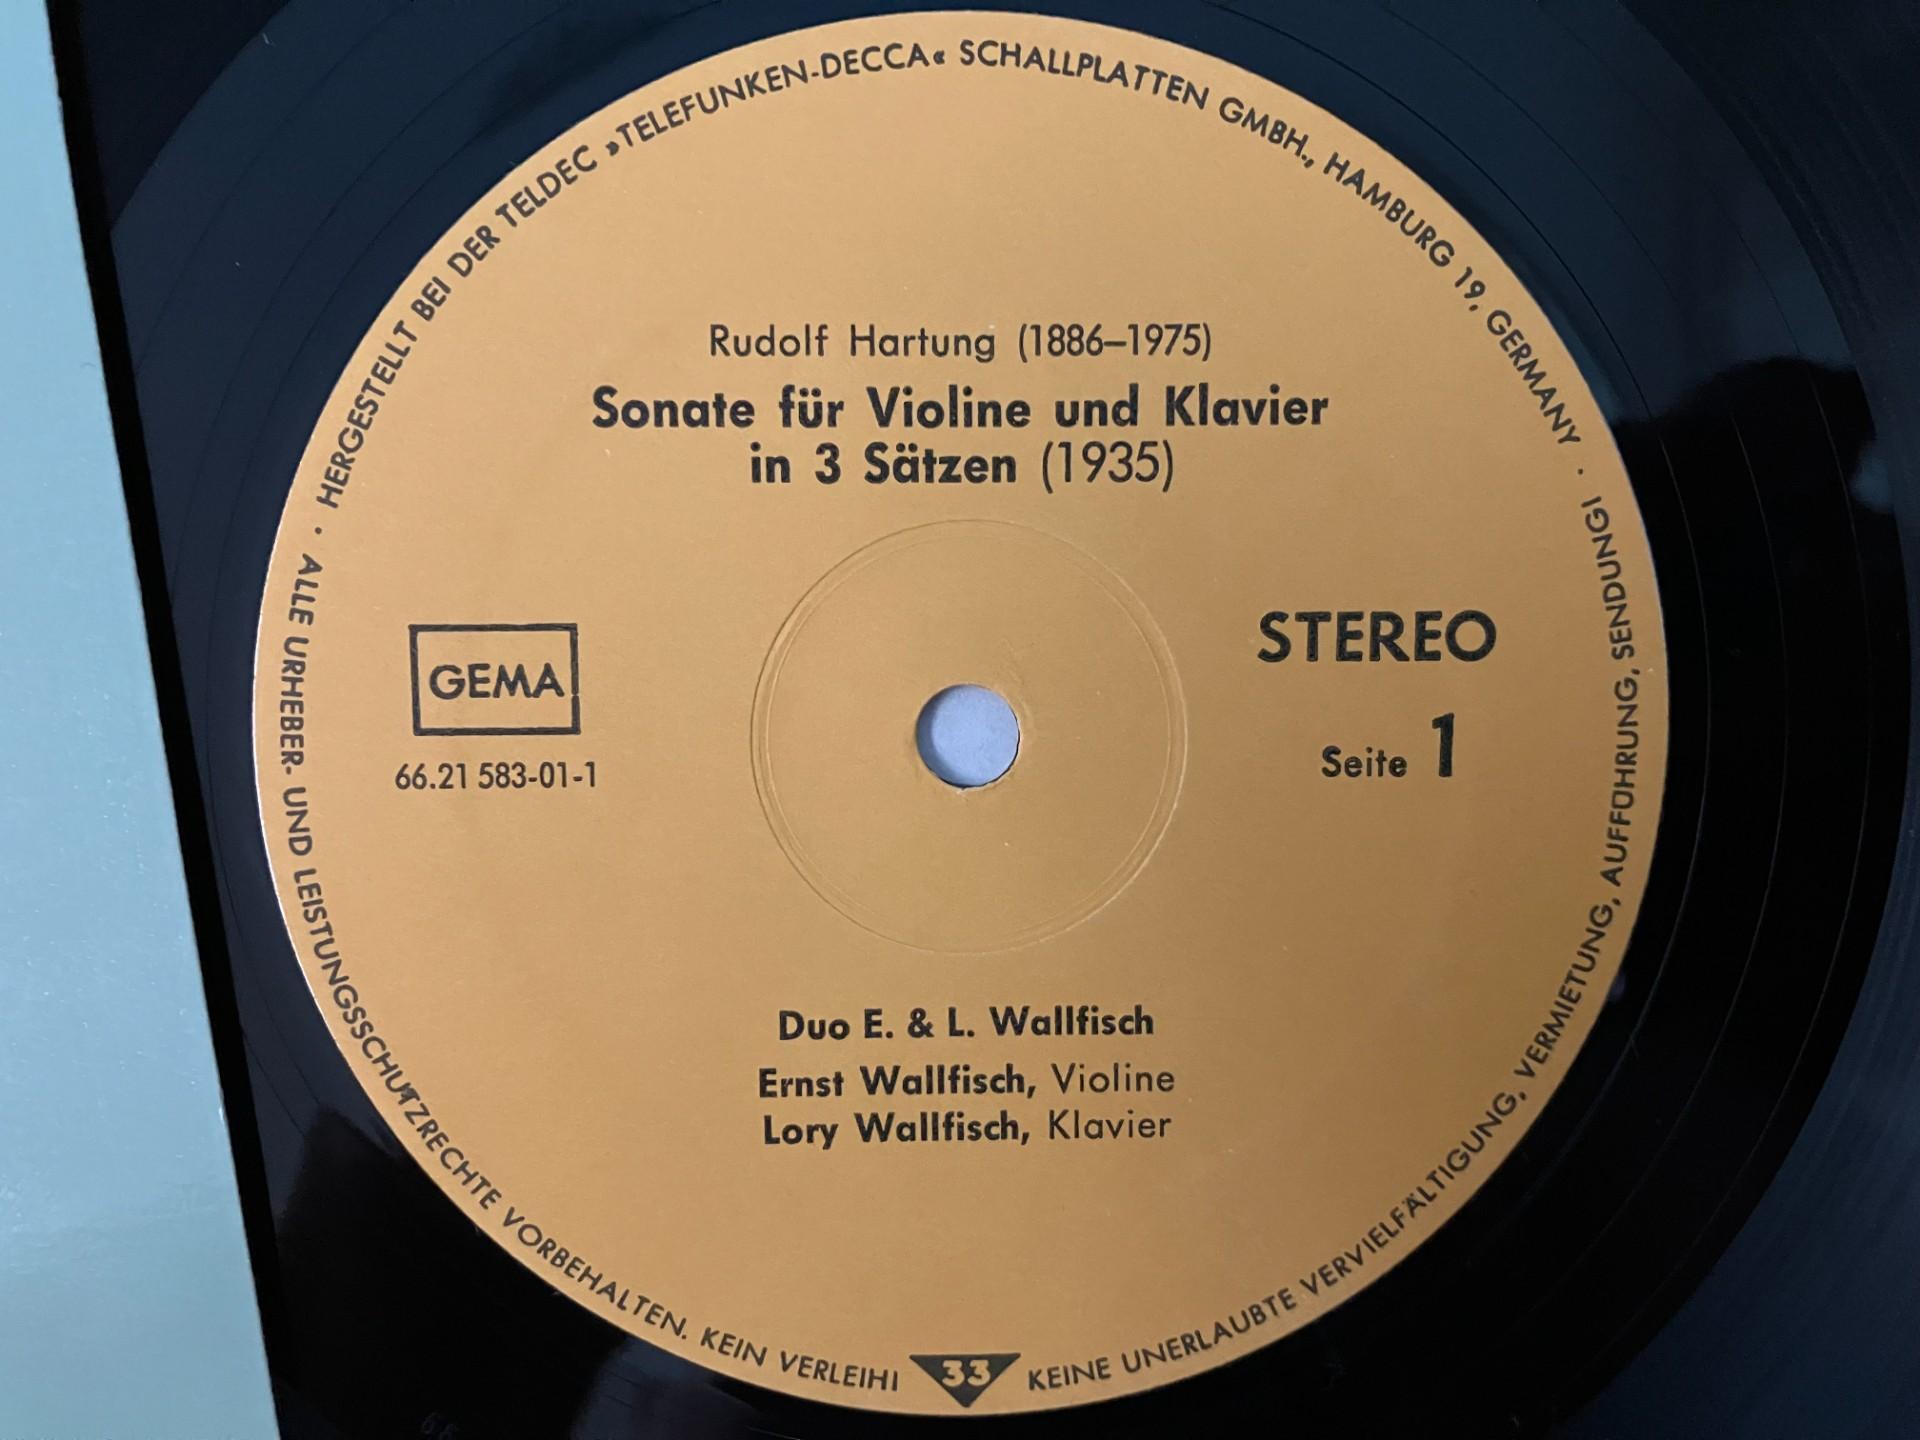 HERGESTELLT BEI DER TELDEC »TELEFUNKEN-DECCA« SCHALLPLATTEN GMBH., HAMBURG 19, GERMANY ·
Rudolf Hartung (1886–1975)
Sonate für Violine und Klavier
in 3 Sätzen (1935)
GEMA
66.21 583-01-1
STEREO
Seite 1
Duo E. & L. Wallfisch
Ernst Wallfisch, Violine
Lory Wallfisch, Klavier
· ALLE URHEBER- UND LEISTUNGSSCHUTZRECHTE VORBEHALTEN. KEIN VERLEIH!
33
KEINE UNERLAUBTE VERVIELFÄLTIGUNG, VERMIETUNG, AUFFÜHRUNG, SENDUNG!